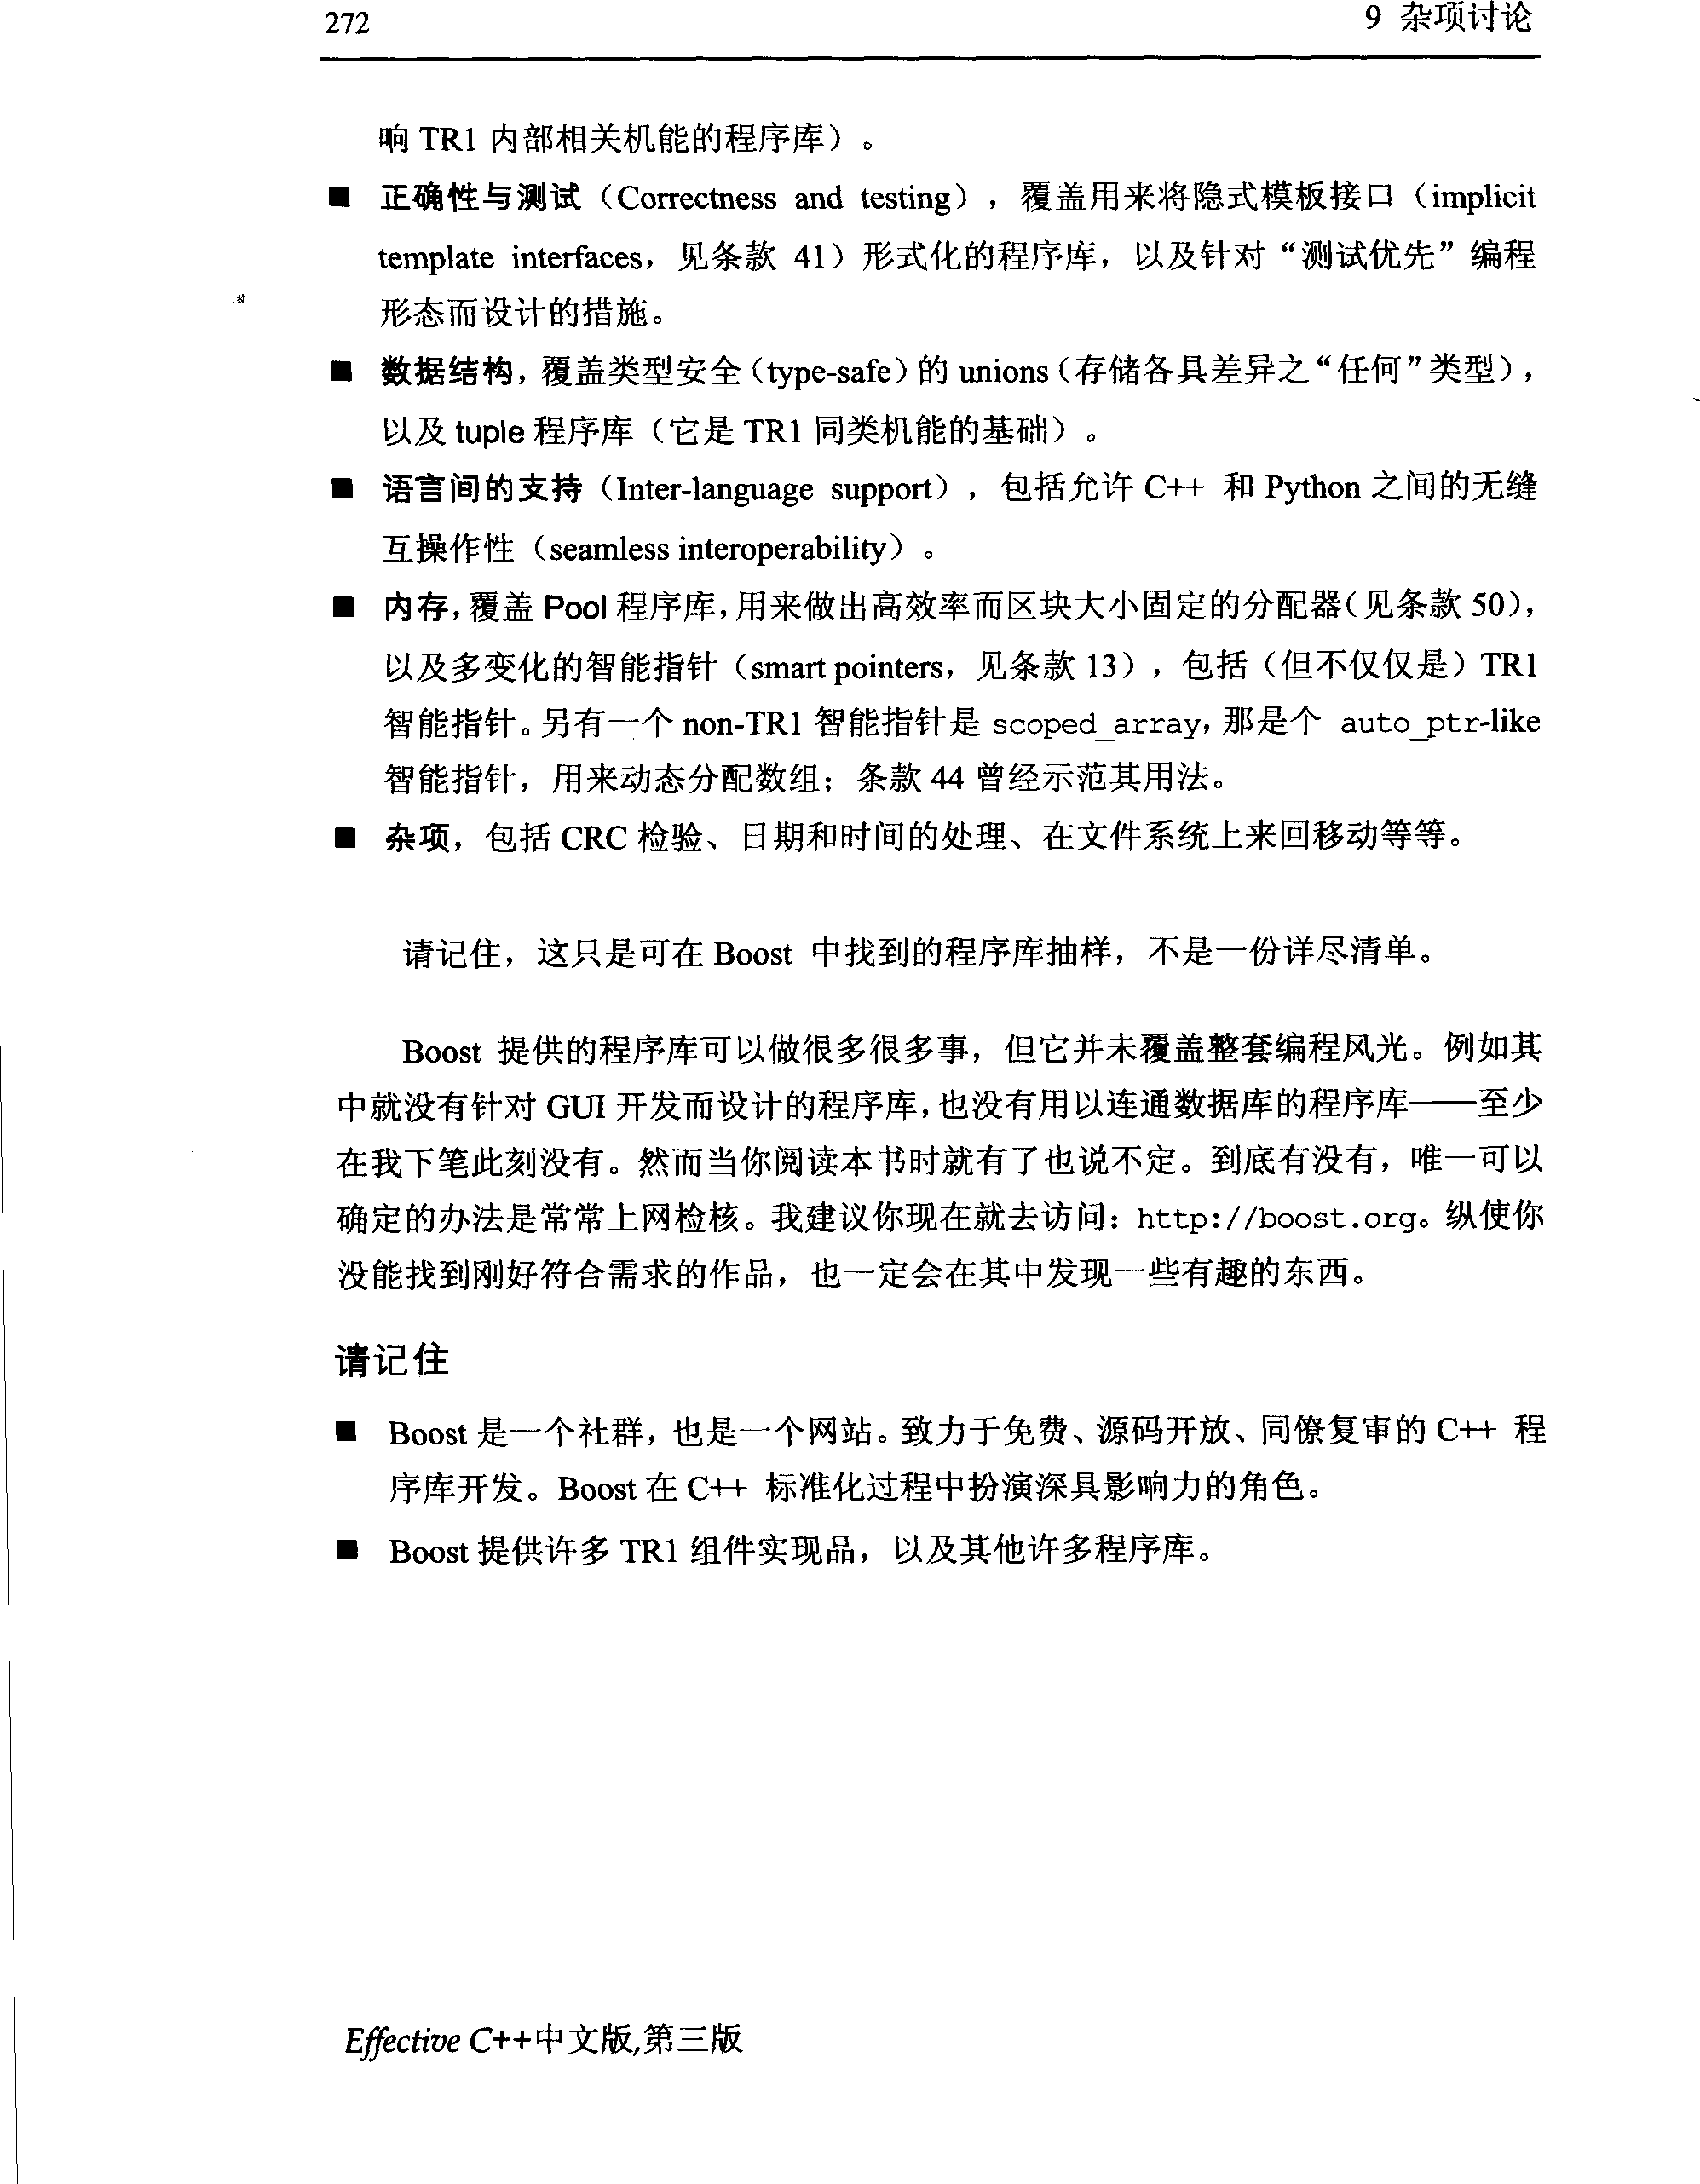 272
9 杂项讨论
响 TR1 内部相关机能的程序库）。
■ 正确性与测试（Correctness and testing），覆盖用来将隐式模板接口（implicit
template interfaces，见条款 41）形式化的程序库，以及针对“测试优先”编程
形态而设计的措施。
■ 数据结构，覆盖类型安全（type-safe）的 unions（存储各具差异之“任何”类型），
以及 tuple 程序库（它是 TR1 同类机能的基础）。
■ 语言间的支持（Inter-language support），包括允许 C++ 和 Python 之间的无缝
互操作性（seamless interoperability）。
■ 内存，覆盖 Pool 程序库，用来做出高效率而区块大小固定的分配器（见条款 50），
以及多变化的智能指针（smart pointers，见条款 13），包括（但不仅仅是）TR1
智能指针。另有一个 non-TR1 智能指针是 scoped_array，那是个 auto_ptr-like
智能指针，用来动态分配数组；条款 44 曾经示范其用法。
■ 杂项，包括 CRC 检验、日期和时间的处理、在文件系统上来回移动等等。
请记住，这只是可在 Boost 中找到的程序库抽样，不是一份详尽清单。
Boost 提供的程序库可以做很多很多事，但它并未覆盖整套编程风光。例如其
中就没有针对 GUI 开发而设计的程序库，也没有用以连通数据库的程序库——至少
在我下笔此刻没有。然而当你阅读本书时就有了也说不定。到底有没有，唯一可以
确定的办法是常常上网检核。我建议你现在就去访问：http://boost.org。纵使你
没能找到刚好符合需求的作品，也一定会在其中发现一些有趣的东西。
请记住
■ Boost 是一个社群，也是一个网站。致力于免费、源码开放、同僚复审的 C++ 程
序库开发。Boost 在 C++ 标准化过程中扮演深具影响力的角色。
■ Boost 提供许多 TR1 组件实现品，以及其他许多程序库。
Effective C++中文版,第三版